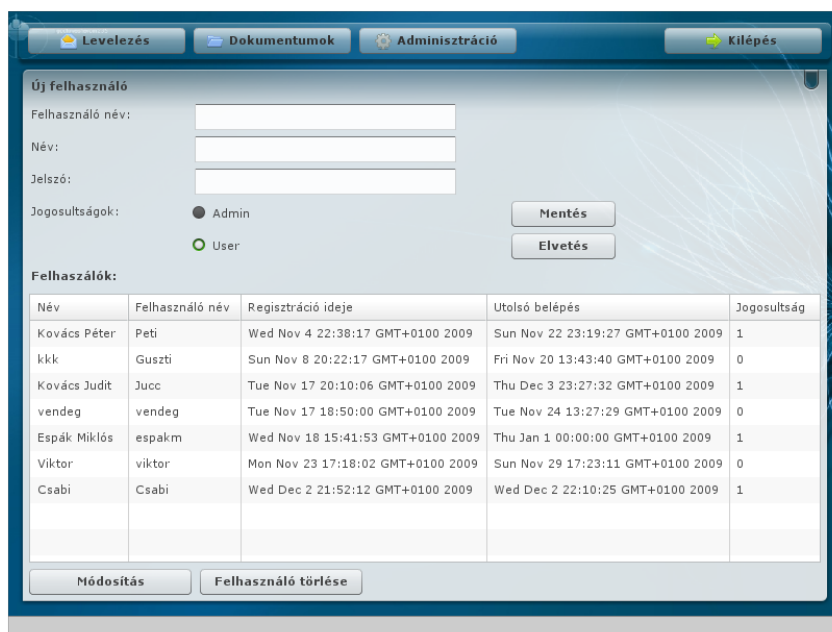 Levelezés Dokumentumok Adminisztráció Kilépés
Új felhasználó
Felhasználó név:
Név:
Jelszó:
Jogosultságok: Admin Mentés
User Elvetés
Felhaszálók:
Név Felhasználó név Regisztráció ideje Utolsó belépés Jogosultság
Kovács Péter Peti Wed Nov 4 22:38:17 GMT+0100 2009 Sun Nov 22 23:19:27 GMT+0100 2009 1
kkk Guszti Sun Nov 8 20:22:17 GMT+0100 2009 Fri Nov 20 13:43:40 GMT+0100 2009 0
Kovács Judit Jucc Tue Nov 17 20:10:06 GMT+0100 2009 Thu Dec 3 23:27:32 GMT+0100 2009 1
vendeg vendeg Tue Nov 17 18:50:00 GMT+0100 2009 Tue Nov 24 13:27:29 GMT+0100 2009 0
Espák Miklós espakm Wed Nov 18 15:41:53 GMT+0100 2009 Thu Jan 1 00:00:00 GMT+0100 2009 1
Viktor viktor Mon Nov 23 17:18:02 GMT+0100 2009 Sun Nov 29 17:23:11 GMT+0100 2009 0
Csabi Csabi Wed Dec 2 21:52:12 GMT+0100 2009 Wed Dec 2 22:10:25 GMT+0100 2009 1
Módosítás Felhasználó törlése